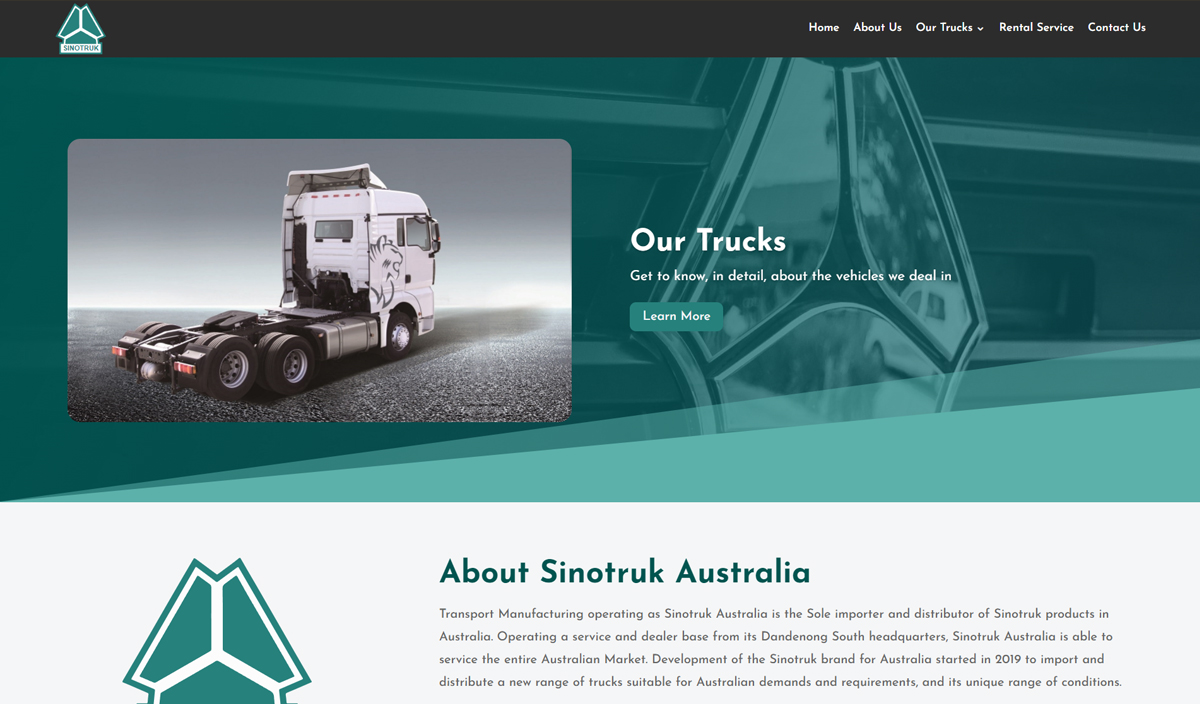 SINOTRUK
Home About Us Our Trucks Rental Service Contact Us
Our Trucks
Get to know, in detail, about the vehicles we deal in
Learn More
About Sinotruk Australia
Transport Manufacturing operating as Sinotruk Australia is the Sole importer and distributor of Sinotruk products in
Australia. Operating a service and dealer base from its Dandenong South headquarters, Sinotruk Australia is able to
service the entire Australian Market. Development of the Sinotruk brand for Australia started in 2019 to import and
distribute a new range of trucks suitable for Australian demands and requirements, and its unique range of conditions.